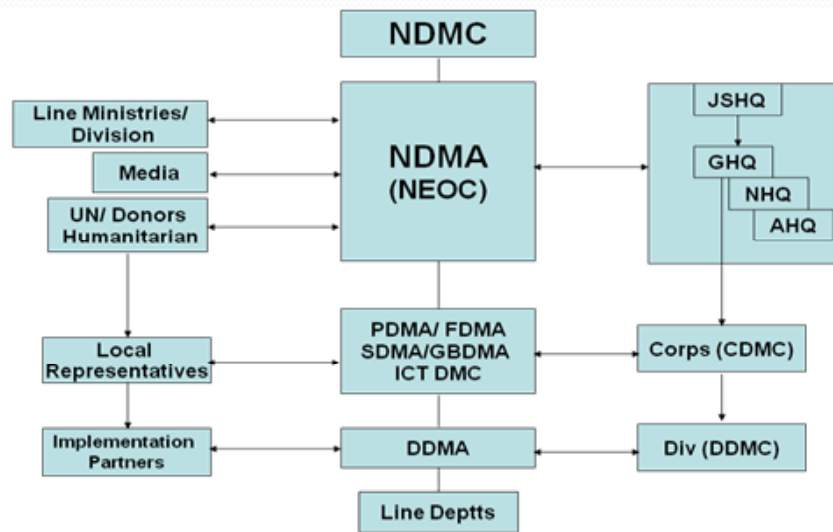 NDMC
Line Ministries/
Division
Media
UN/ Donors
Humanitarian
NDMA
(NEOC)
JSHQ
GHQ
NHQ
AHQ
Local
Representatives
PDMA/ FDMA
SDMA/GBDMA
ICT DMC
Corps (CDMC)
Implementation
Partners
DDMA
Div (DDMC)
Line Deptts